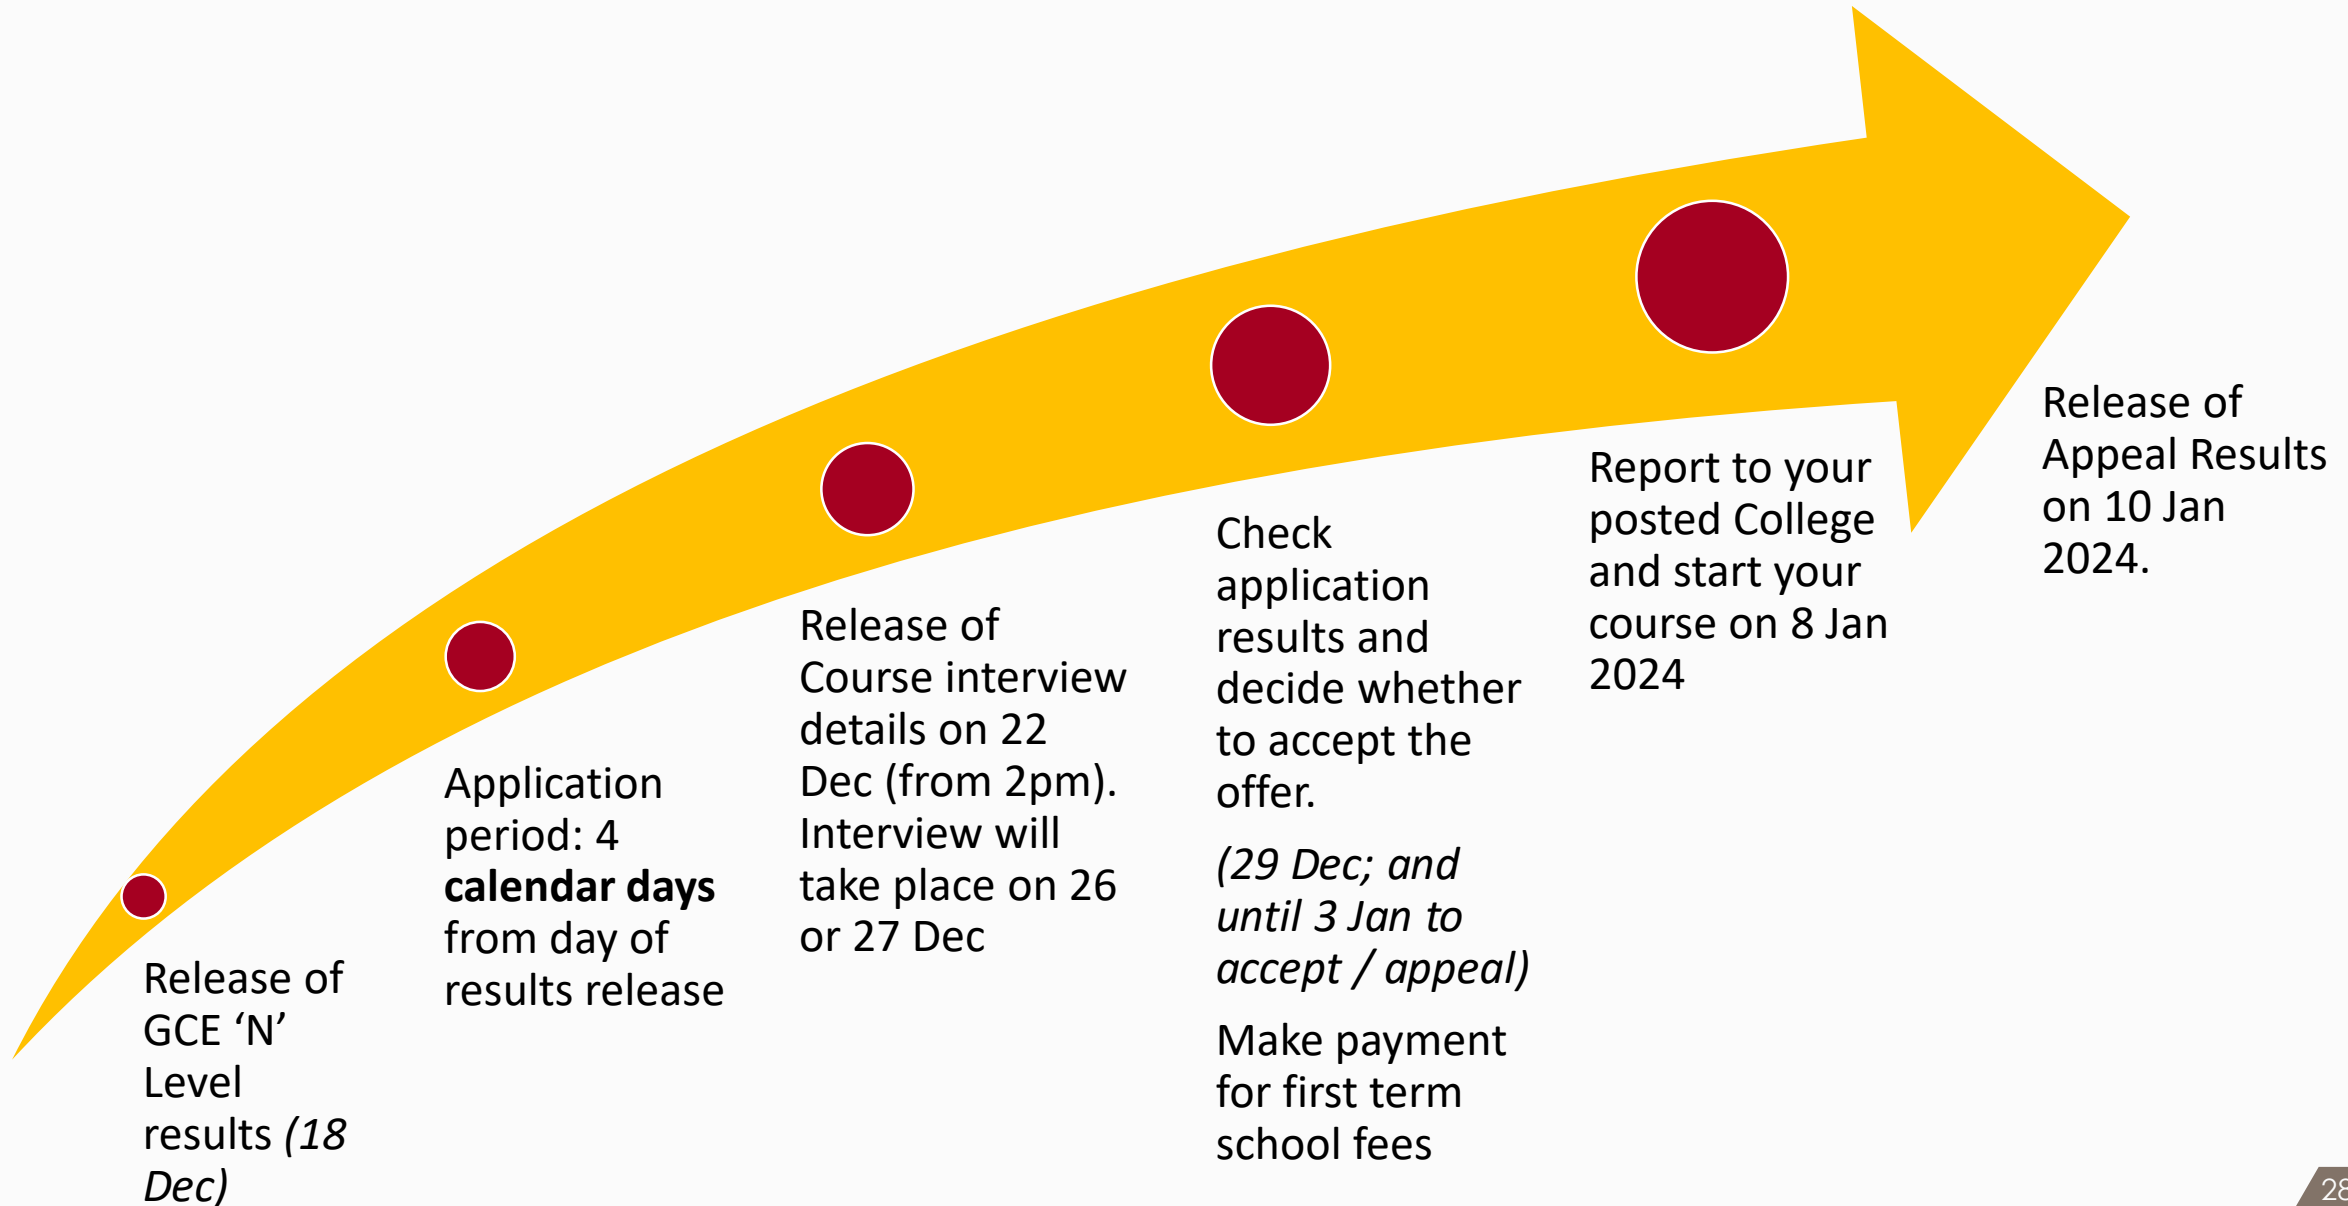 Release of
GCE ‘N’
Level
results (18
Dec)
Application
period: 4
calendar days
from day of
results release
Release of
Course interview
details on 22
Dec (from 2pm).
Interview will
take place on 26
or 27 Dec
Check
application
results and
decide whether
to accept the
offer.
(29 Dec; and
until 3 Jan to
accept / appeal)
Make payment
for first term
school fees
Report to your
posted College
and start your
course on 8 Jan
2024
Release of
Appeal Results
on 10 Jan
2024.
28